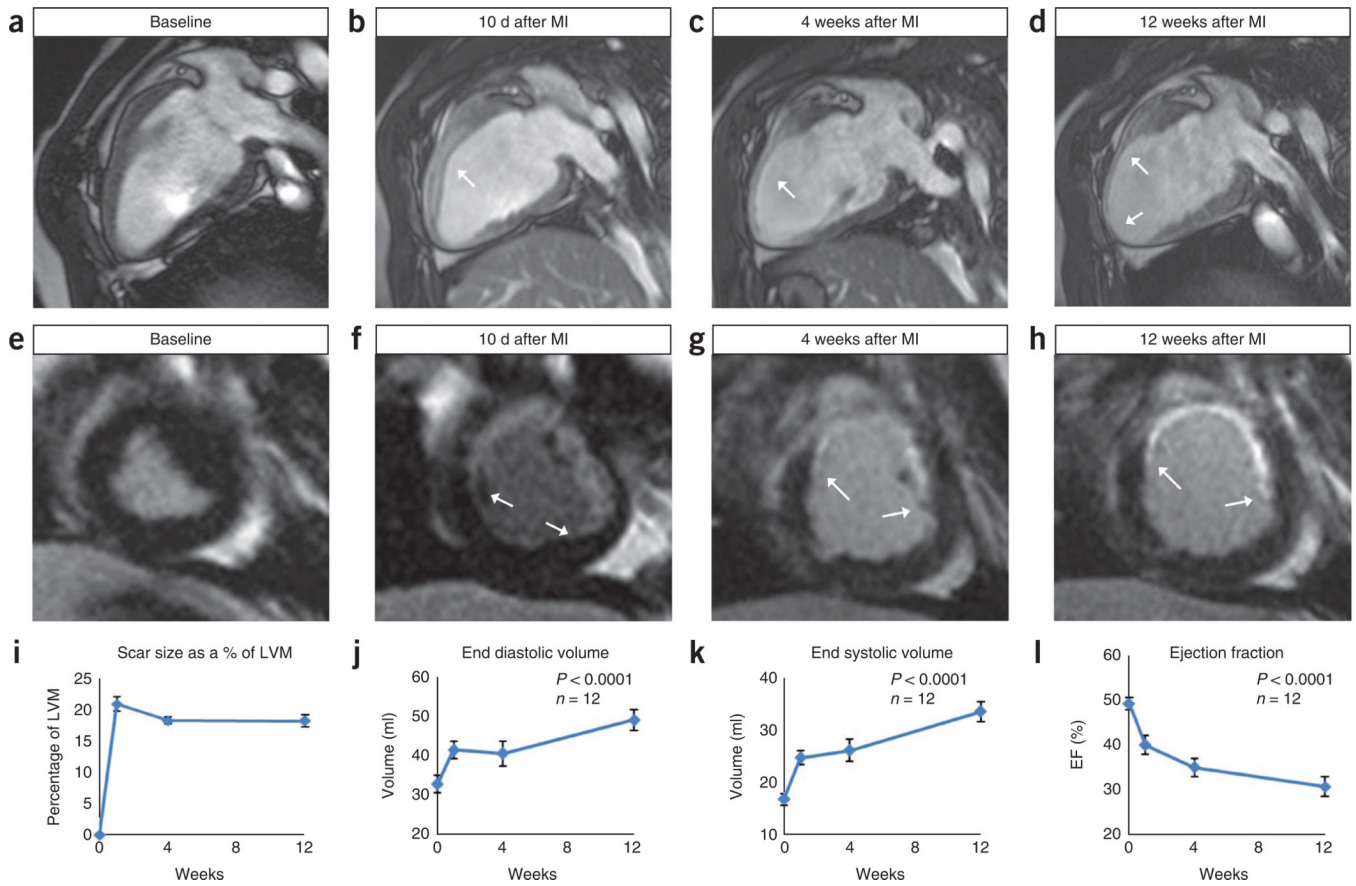 a Baseline
b 10 d after MI
c 4 weeks after MI
d 12 weeks after MI
e Baseline
f 10 d after MI
g 4 weeks after MI
h 12 weeks after MI
i Scar size as a % of LVM
Percentage of LVM
25
20
15
10
5
0
0 4 8 12
Weeks
j End diastolic volume
P < 0.0001
n = 12
Volume (ml)
60
50
40
30
20
0 4 8 12
Weeks
k End systolic volume
P < 0.0001
n = 12
Volume (ml)
40
30
20
10
0 4 8 12
Weeks
l Ejection fraction
P < 0.0001
n = 12
EF (%)
60
50
40
30
20
0 4 8 12
Weeks